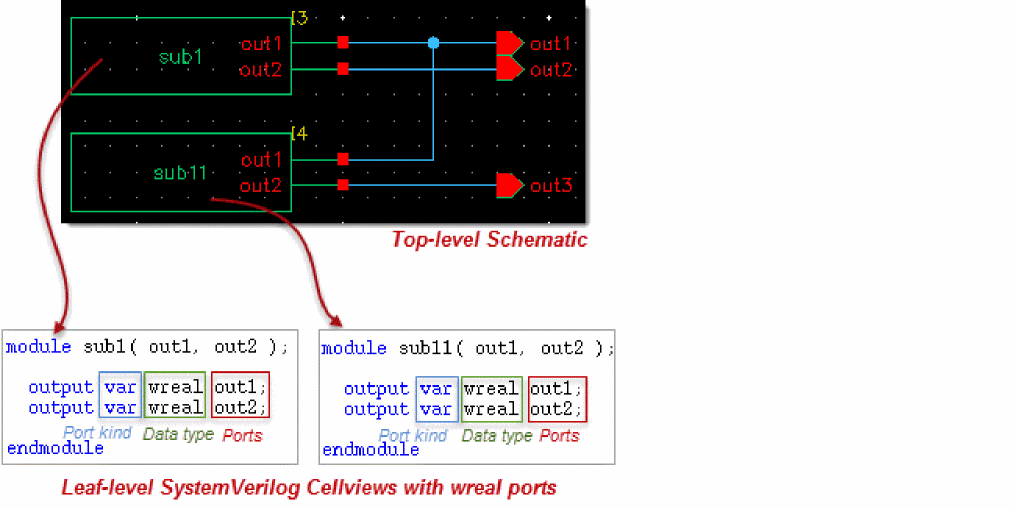 [3
out1
out1
sub1
out2
out2
[4
out1
sub11
out2
out3
Top-level Schematic
module sub1( out1, out2 );
output var wreal out1;
output var wreal out2;
Port kind Data type Ports
endmodule
module sub11( out1, out2 );
output var wreal out1;
output var wreal out2;
Port kind Data type Ports
endmodule
Leaf-level SystemVerilog Cellviews with wreal ports